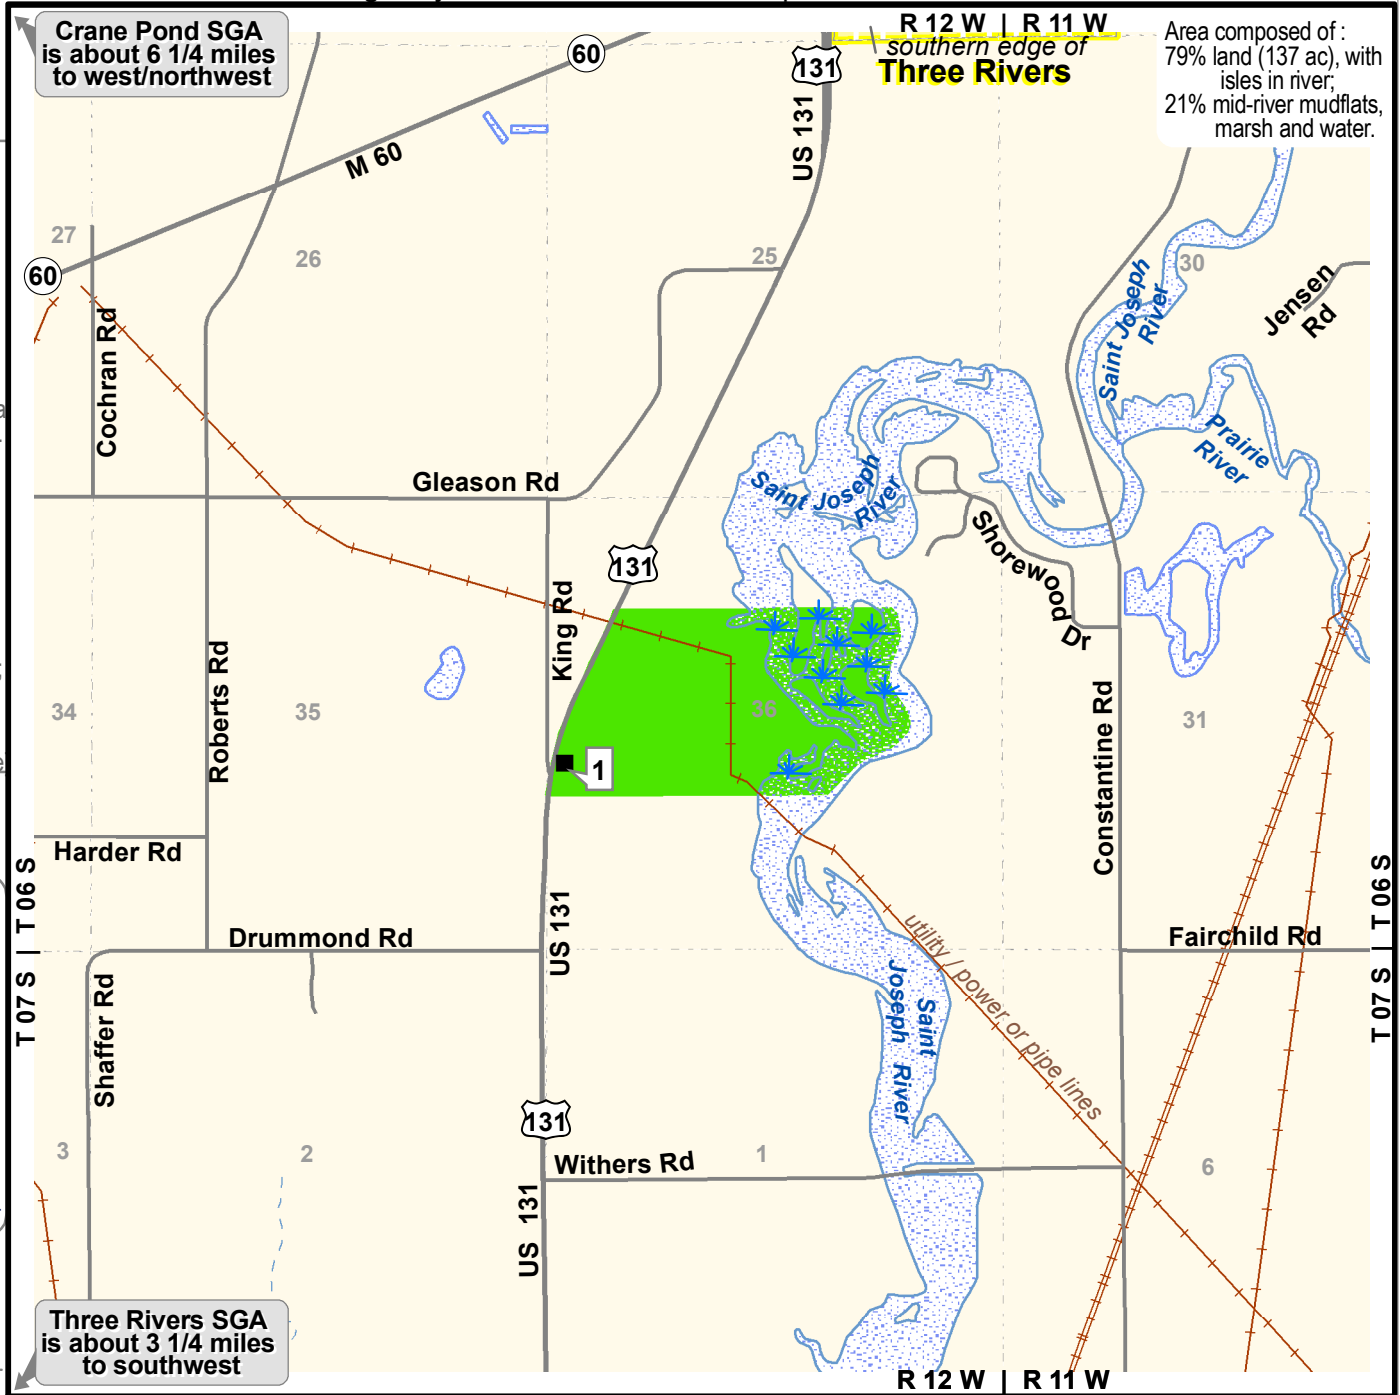 Crane Pond SGA
is about 6 1/4 miles
to west/northwest
60
131
R 12 W | R 11 W
southern edge of
Three Rivers
Area composed of :
79% land (137 ac), with
isles in river;
21% mid-river mudflats,
marsh and water.
M 60
US 131
27
26
25
30
60
Cochran Rd
Saint Joseph
River
Jensen
Rd
Prairie
River
Gleason Rd
Saint Joseph
River
Shorewood Dr
131
King Rd
Roberts Rd
34
35
36
31
Constantine Rd
1
Harder Rd
T 07 S | T 06 S
T 07 S | T 06 S
Drummond Rd
US 131
Fairchild Rd
utility / power or pipe lines
Saint
Joseph River
Shaffer Rd
131
3
2
1
6
Withers Rd
US 131
Three Rivers SGA
is about 3 1/4 miles
to southwest
R 12 W | R 11 W